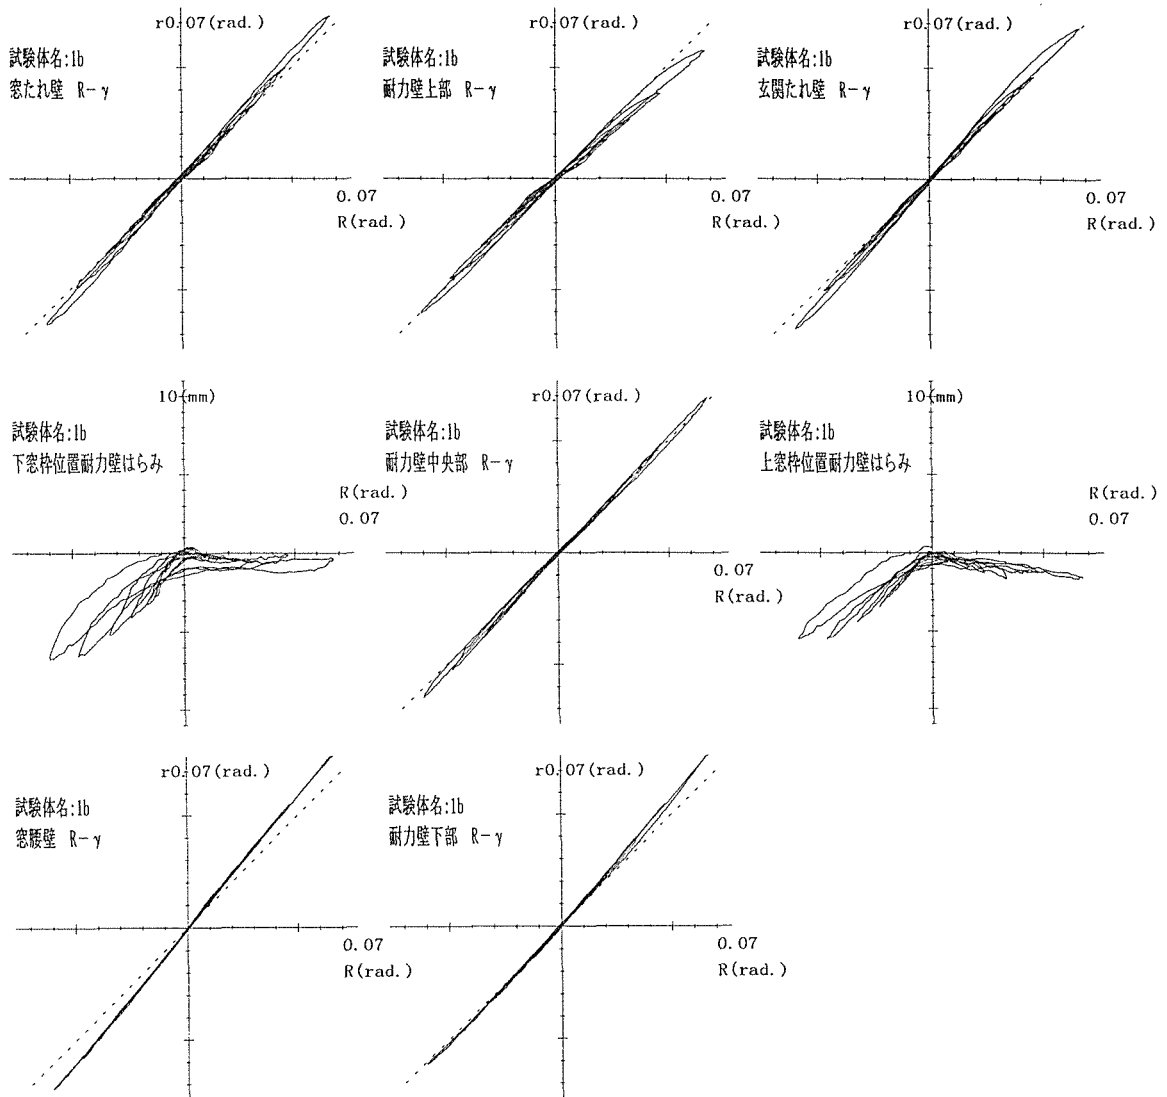 r0.07(rad.)
試験体名:1b
窓たれ壁 R-γ
0.07
R(rad.)
r0.07(rad.)
試験体名:1b
耐力壁上部 R-γ
0.07
R(rad.)
r0.07(rad.)
試験体名:1b
玄関たれ壁 R-γ
0.07
R(rad.)
10(mm)
試験体名:1b
下窓枠位置耐力壁はらみ
R(rad.)
0.07
r0.07(rad.)
試験体名:1b
耐力壁中央部 R-γ
0.07
R(rad.)
10(mm)
試験体名:1b
上窓枠位置耐力壁はらみ
R(rad.)
0.07
r0.07(rad.)
試験体名:1b
窓腰壁 R-γ
0.07
R(rad.)
r0.07(rad.)
試験体名:1b
耐力壁下部 R-γ
0.07
R(rad.)